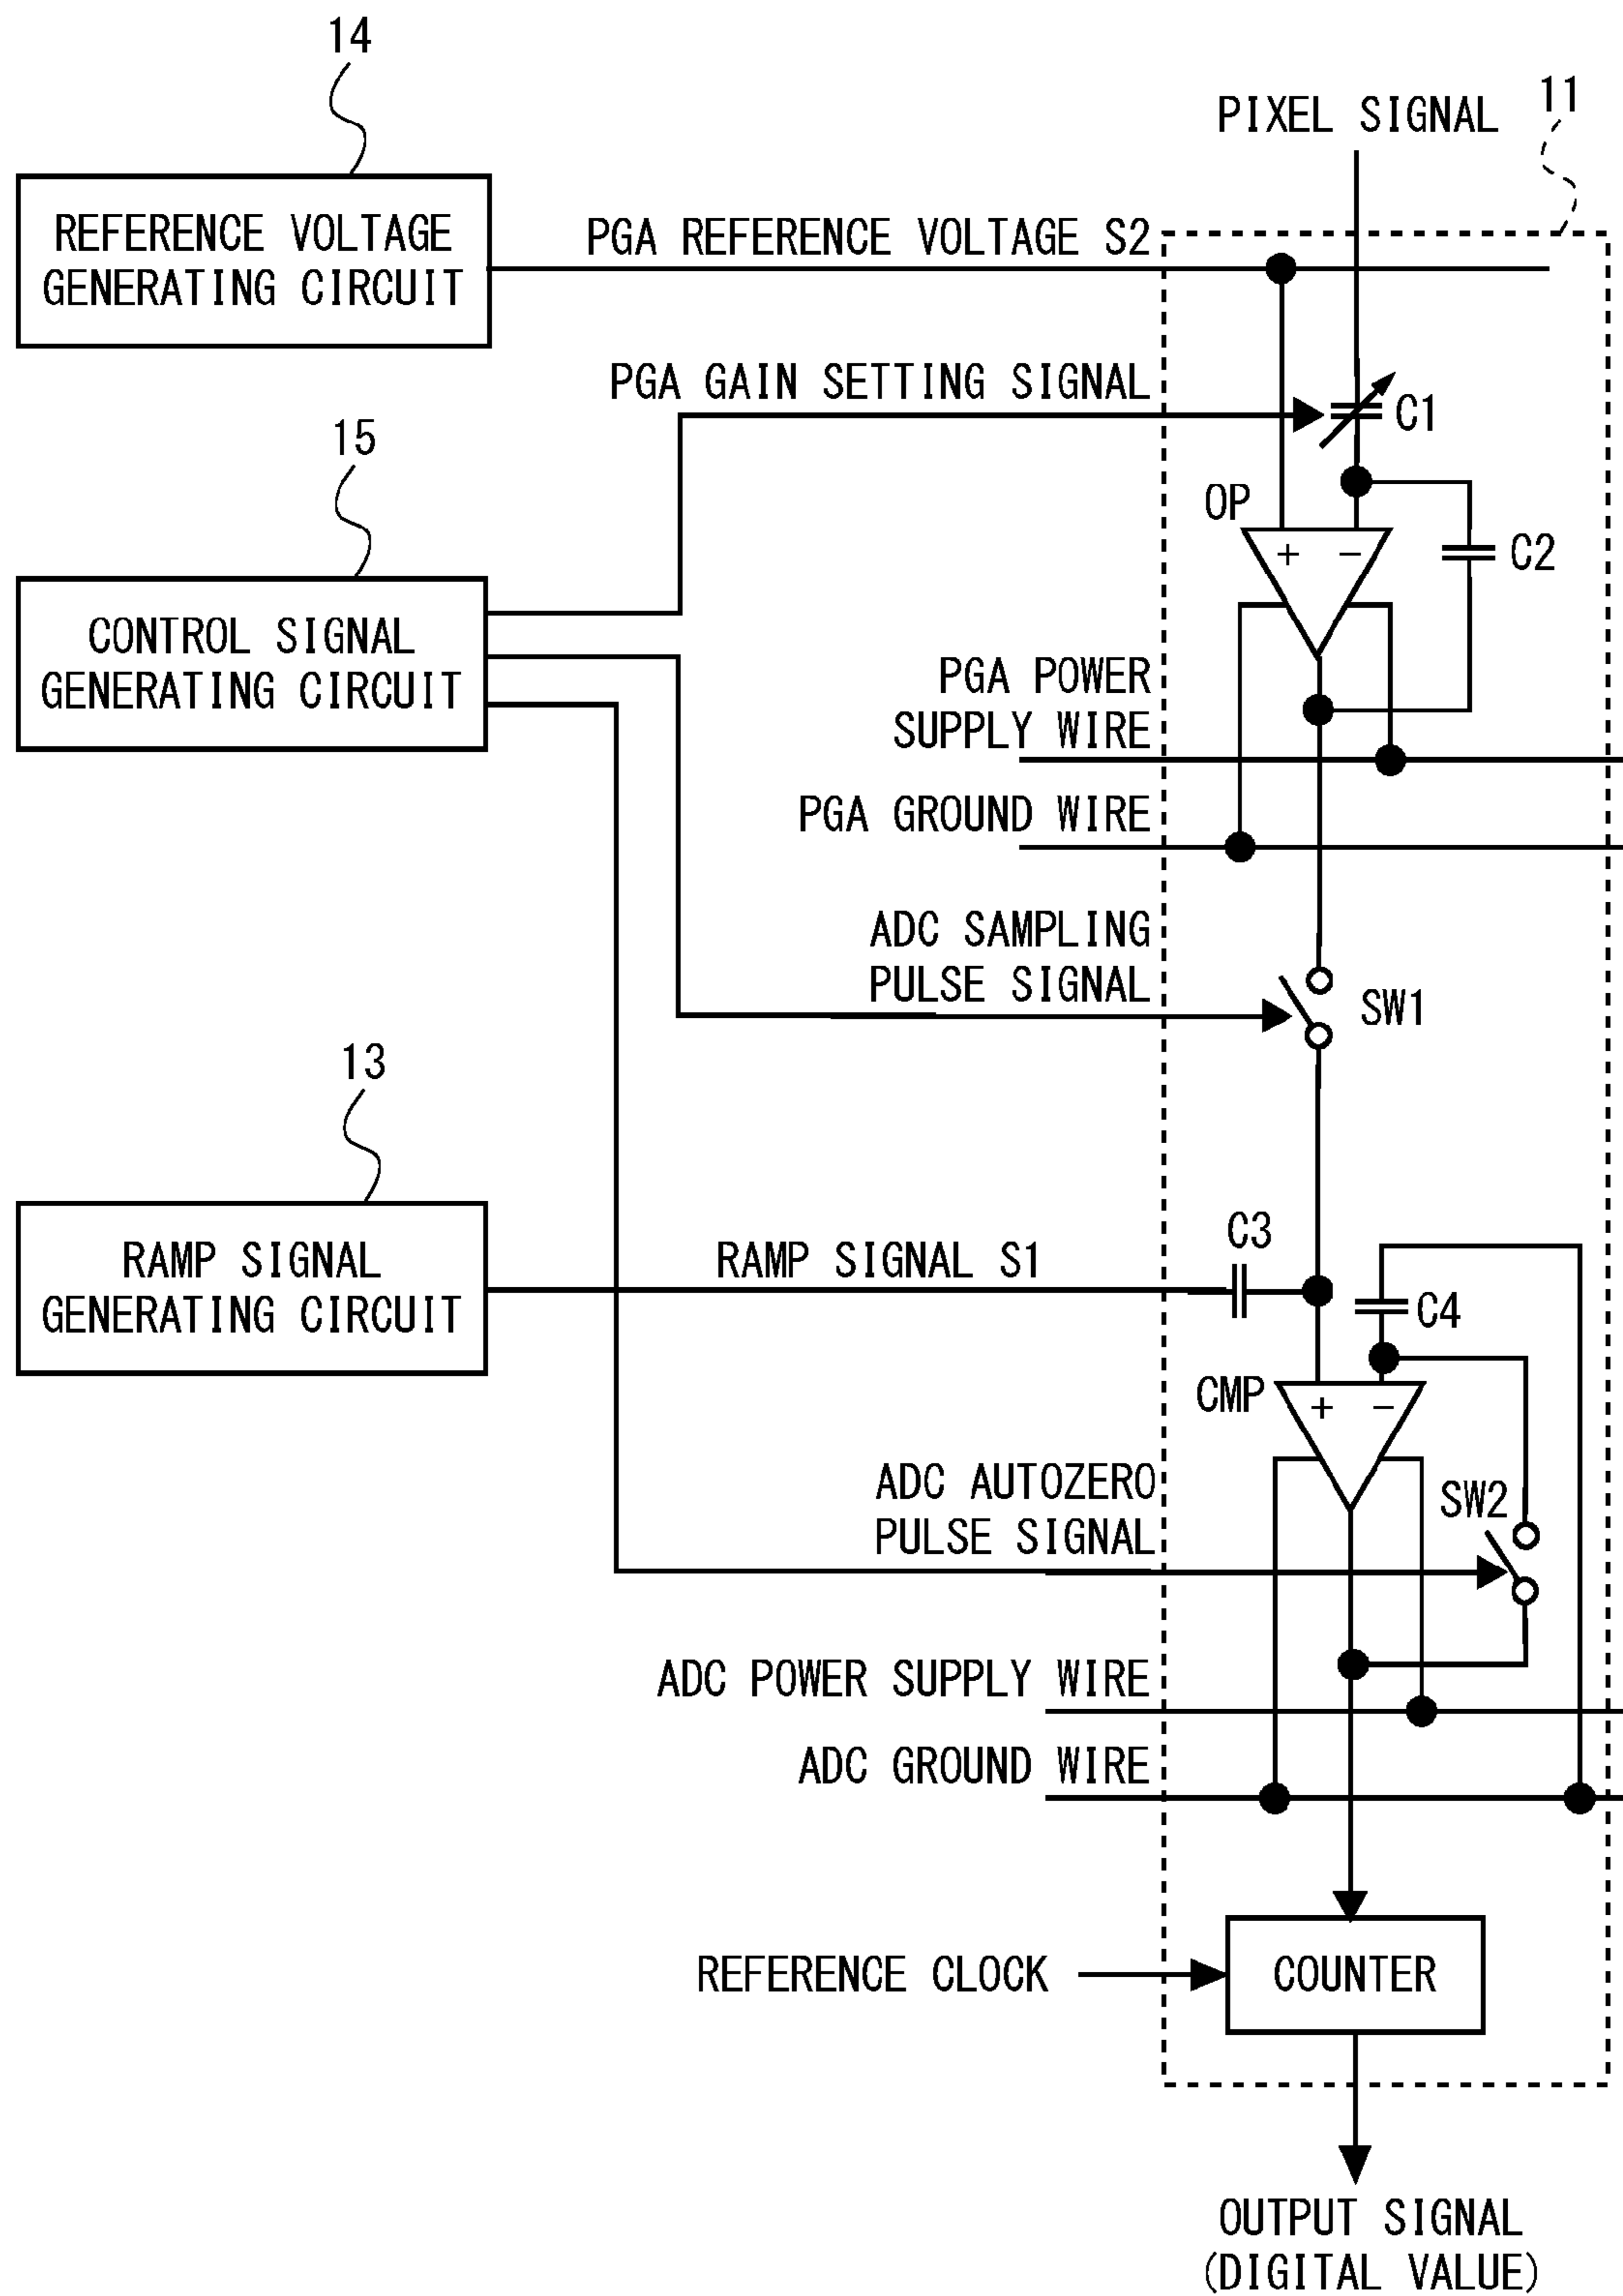 14
11
PIXEL SIGNAL
REFERENCE VOLTAGE
GENERATING CIRCUIT
PGA REFERENCE VOLTAGE S2
PGA GAIN SETTING SIGNAL
C1
15
OP
+ −
C2
CONTROL SIGNAL
GENERATING CIRCUIT
PGA POWER
SUPPLY WIRE
PGA GROUND WIRE
ADC SAMPLING
PULSE SIGNAL
SW1
13
RAMP SIGNAL
GENERATING CIRCUIT
RAMP SIGNAL S1
C3
C4
CMP
+ −
ADC AUTOZERO
PULSE SIGNAL
SW2
ADC POWER SUPPLY WIRE
ADC GROUND WIRE
REFERENCE CLOCK
COUNTER
OUTPUT SIGNAL
(DIGITAL VALUE)